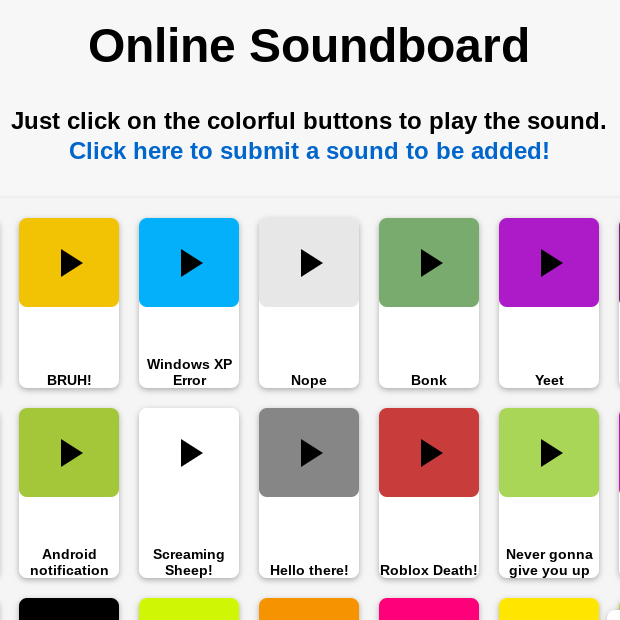 Online Soundboard
Just click on the colorful buttons to play the sound.
Click here to submit a sound to be added!
BRUH!
Windows XP
Error
Nope
Bonk
Yeet
Android
notification
Screaming
Sheep!
Hello there!
Roblox Death!
Never gonna
give you up